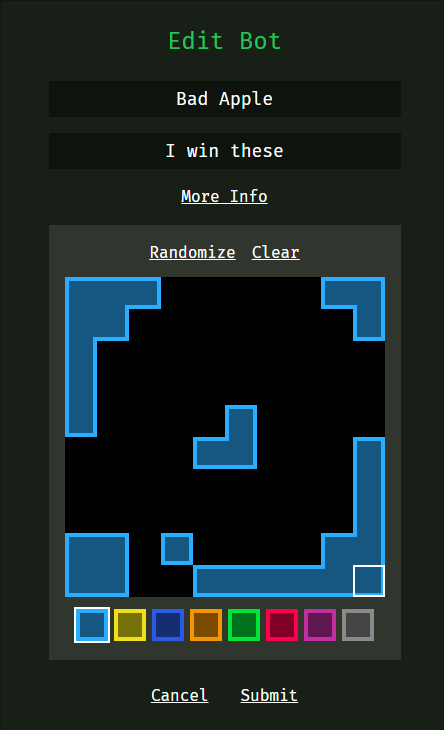 Edit Bot
Bad Apple
I win these
More Info
Randomize Clear
Cancel Submit